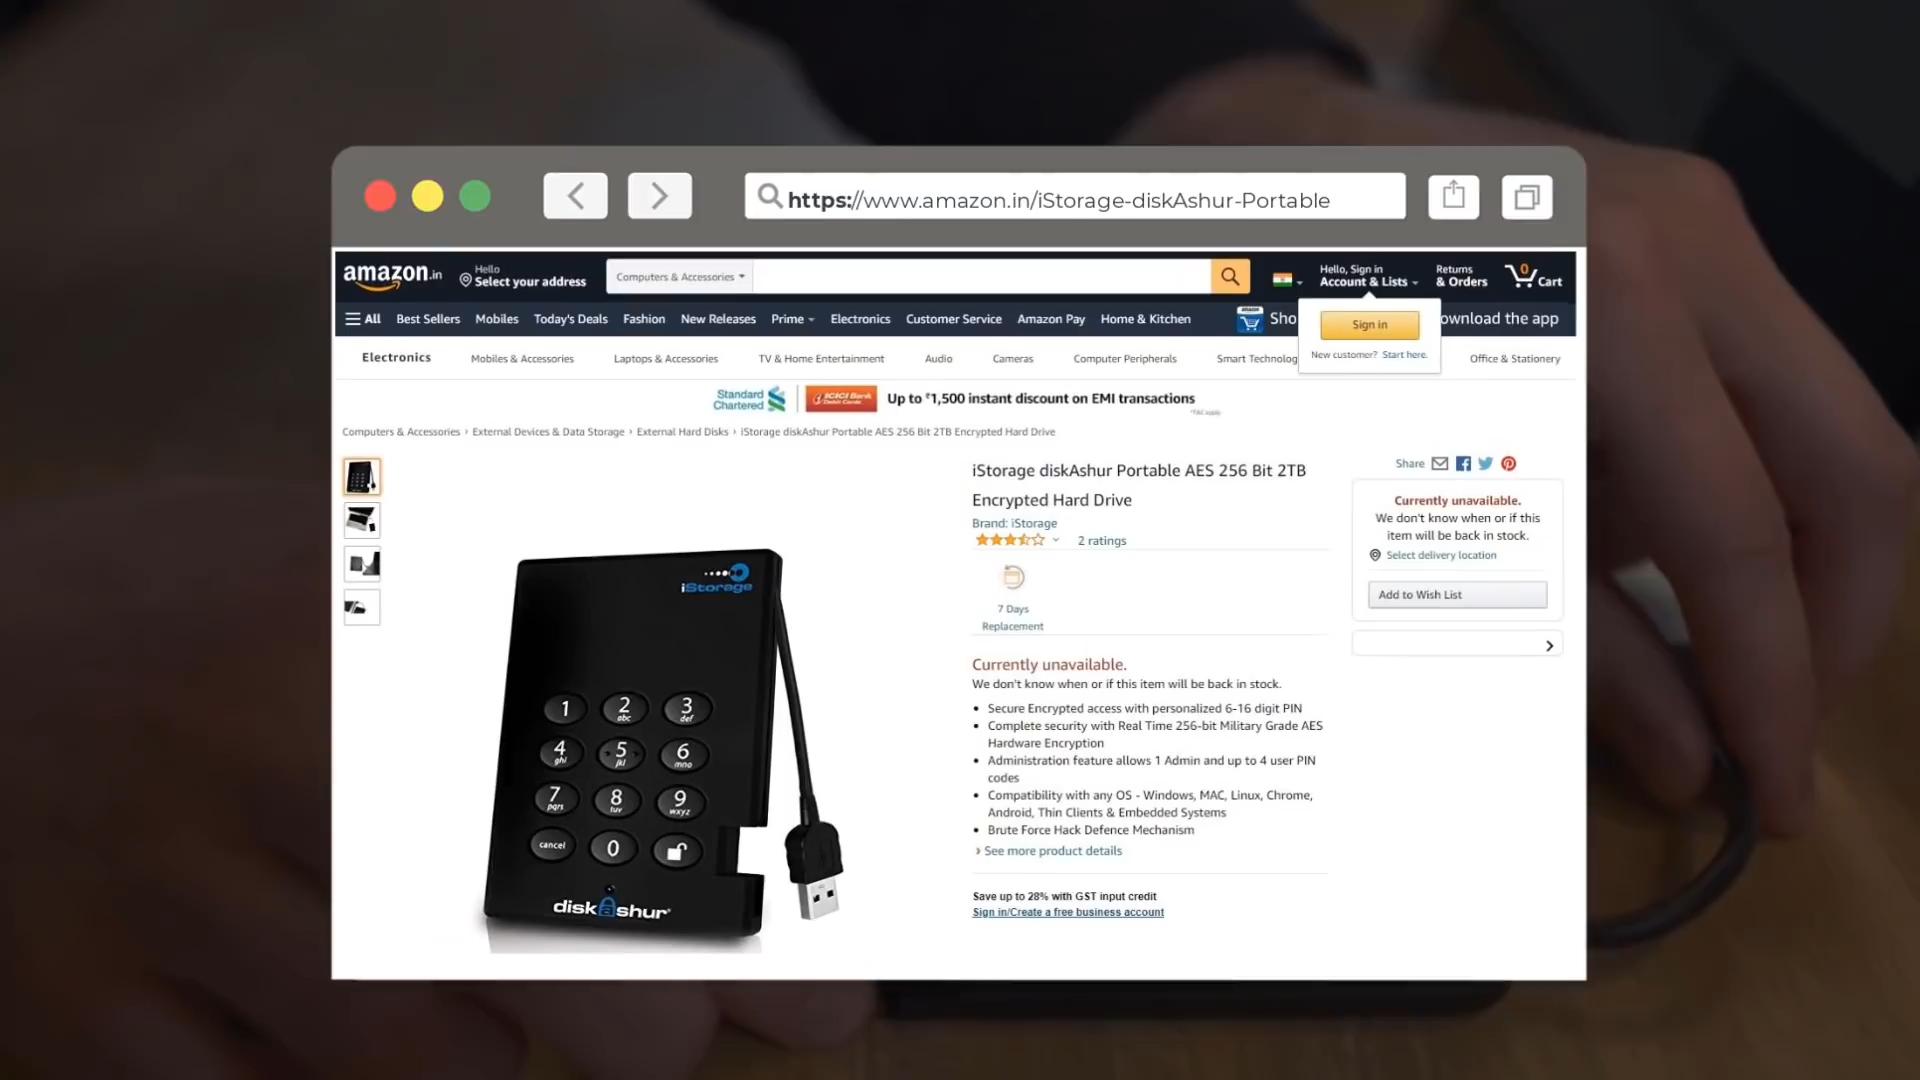 https://www.amazon.in/iStorage-diskAshur-Portable
amazon.in
Hello
Select your address
Computers & Accessories
Hello, Sign in
Account & Lists
Returns
& Orders
0
Cart
All
Best Sellers
Mobiles
Today's Deals
Fashion
New Releases
Prime
Electronics
Customer Service
Amazon Pay
Home & Kitchen
Sho
ownload the app
Sign in
New customer? Start here.
Electronics
Mobiles & Accessories
Laptops & Accessories
TV & Home Entertainment
Audio
Cameras
Computer Peripherals
Smart Technolog
Office & Stationery
Standard
Chartered
ICICI Bank
Up to ₹1,500 instant discount on EMI transactions
Computers & Accessories › External Devices & Data Storage › External Hard Disks › iStorage diskAshur Portable AES 256 Bit 2TB Encrypted Hard Drive
iStorage
1
2
abc
3
def
4
ghi
5
jkl
6
mno
7
pqrs
8
tuv
9
wxyz
cancel
0
diskAshur
iStorage diskAshur Portable AES 256 Bit 2TB
Encrypted Hard Drive
Brand: iStorage
2 ratings
7 Days
Replacement
Currently unavailable.
We don't know when or if this item will be back in stock.
• Secure Encrypted access with personalized 6-16 digit PIN
• Complete security with Real Time 256-bit Military Grade AES
Hardware Encryption
• Administration feature allows 1 Admin and up to 4 user PIN
codes
• Compatibility with any OS - Windows, MAC, Linux, Chrome,
Android, Thin Clients & Embedded Systems
• Brute Force Hack Defence Mechanism
› See more product details
Save up to 28% with GST input credit
Sign in/Create a free business account
Share
Currently unavailable.
We don't know when or if this
item will be back in stock.
Select delivery location
Add to Wish List